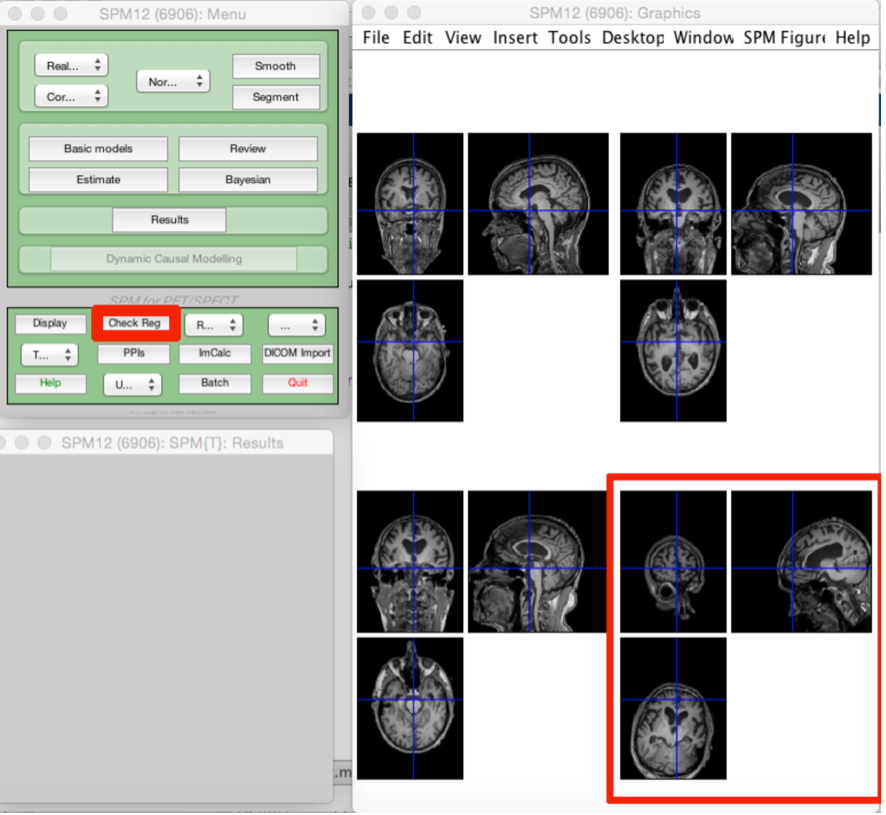 SPM12 (6906): Menu
Real...
Nor...
Smooth
Cor...
Segment
Basic models
Review
Estimate
Bayesian
Results
Dynamic Causal Modelling
SPM for PET/SPECT
Display
Check Reg
R...
...
T...
PPIs
ImCalc
DICOM Import
Help
U...
Batch
Quit
SPM12 (6906): SPM{T}: Results
.m
SPM12 (6906): Graphics
File Edit View Insert Tools Desktop Window SPM Figure Help